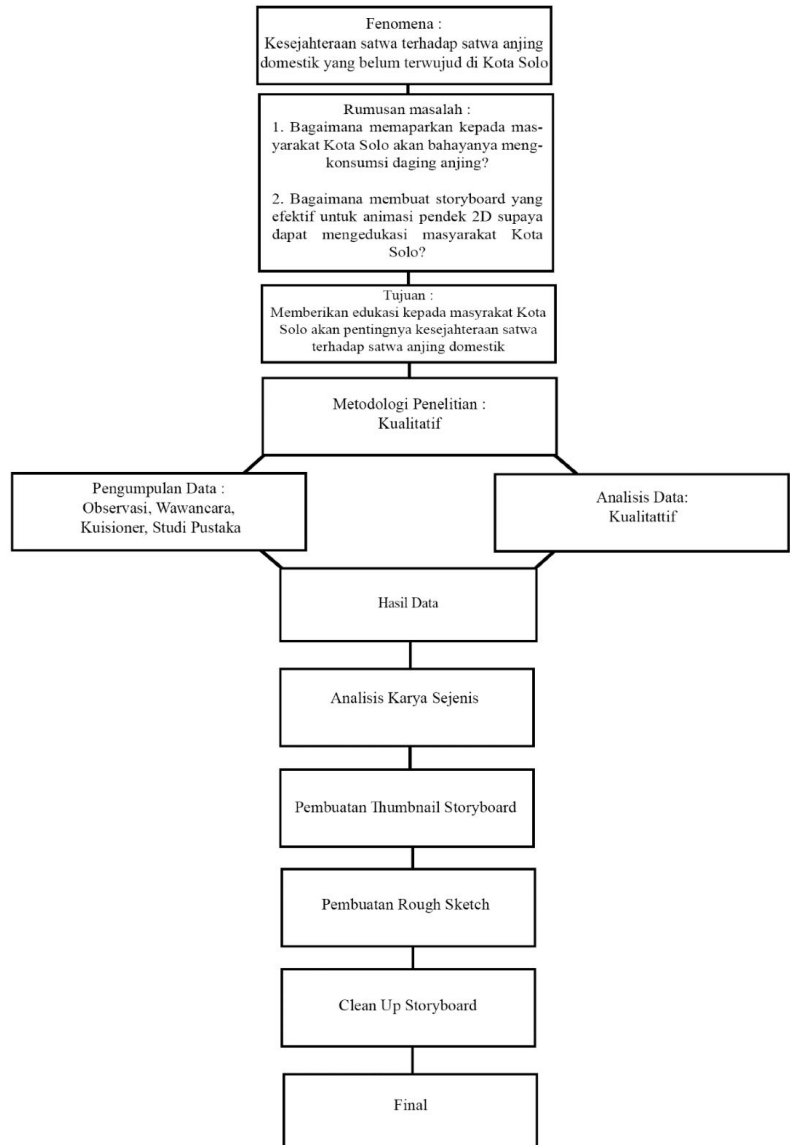 Fenomena :
Kesejahteraan satwa terhadap satwa anjing
domestik yang belum terwujud di Kota Solo
Rumusan masalah :
1. Bagaimana memaparkan kepada mas-
yarakat Kota Solo akan bahayanya meng-
konsumsi daging anjing?
2. Bagaimana membuat storyboard yang
efektif untuk animasi pendek 2D supaya
dapat mengedukasi masyarakat Kota
Solo?
Tujuan :
Memberikan edukasi kepada masyrakat Kota
Solo akan pentingnya kesejahteraan satwa
terhadap satwa anjing domestik
Metodologi Penelitian :
Kualitatif
Pengumpulan Data :
Observasi, Wawancara,
Kuisioner, Studi Pustaka
Analisis Data:
Kualitattif
Hasil Data
Analisis Karya Sejenis
Pembuatan Thumbnail Storyboard
Pembuatan Rough Sketch
Clean Up Storyboard
Final